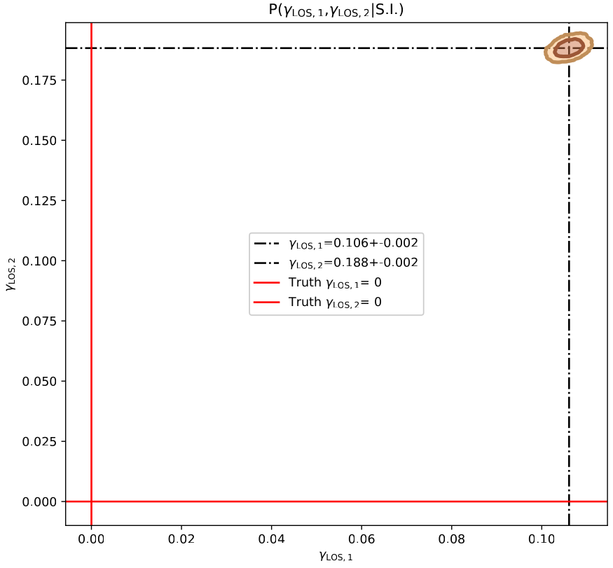 P(γLOS, 1,γLOS, 2|S.I.)
0.175
0.150
0.125
0.100
0.075
0.050
0.025
0.000
γLOS, 2
γLOS, 1=0.106+-0.002
γLOS, 2=0.188+-0.002
Truth γLOS, 1= 0
Truth γLOS, 2= 0
0.00 0.02 0.04 0.06 0.08 0.10
γLOS, 1